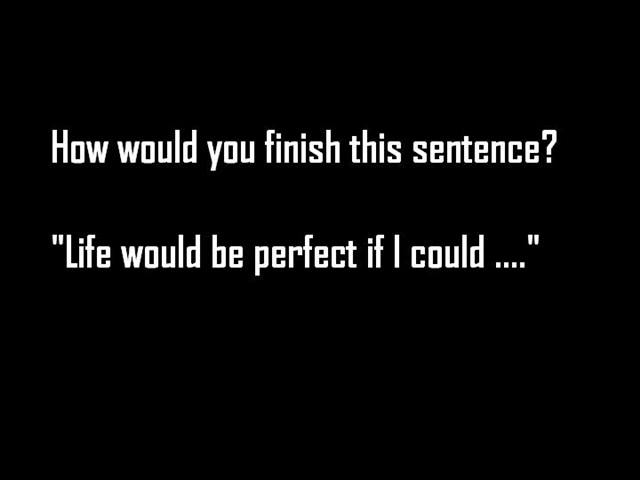 How would you finish this sentence?
"Life would be perfect if I could ...."